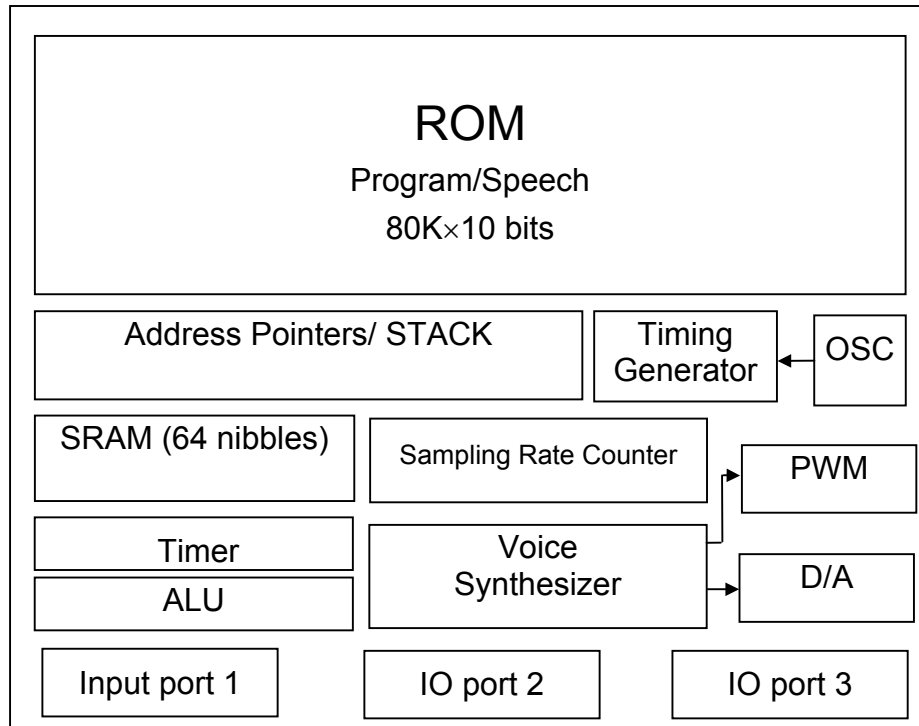 ROM
Program/Speech
80K×10 bits
Address Pointers/ STACK
Timing
Generator
OSC
SRAM (64 nibbles)
Sampling Rate Counter
PWM
Timer
Voice
Synthesizer
D/A
ALU
Input port 1
IO port 2
IO port 3